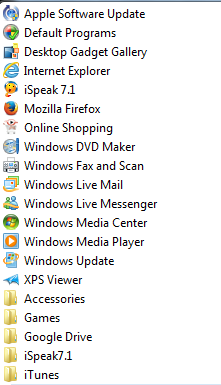 Apple Software Update
Default Programs
Desktop Gadget Gallery
Internet Explorer
iSpeak 7.1
Mozilla Firefox
Online Shopping
Windows DVD Maker
Windows Fax and Scan
Windows Live Mail
Windows Live Messenger
Windows Media Center
Windows Media Player
Windows Update
XPS Viewer
Accessories
Games
Google Drive
iSpeak7.1
iTunes